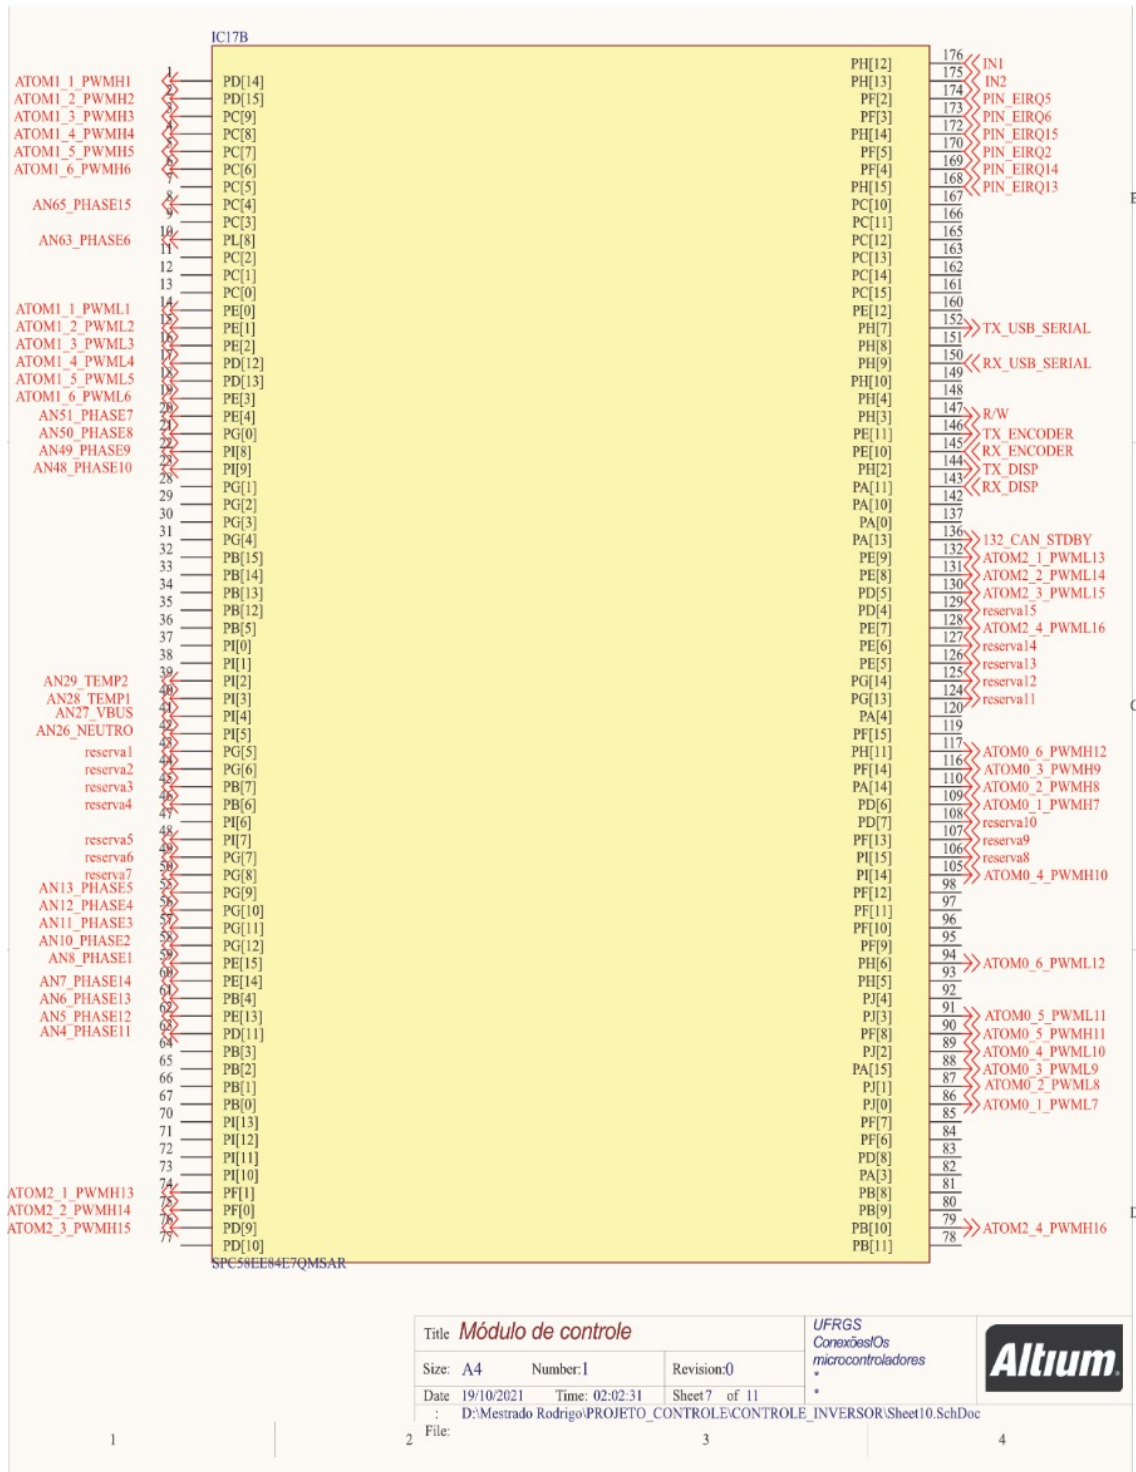 IC17B
ATOM1_1_PWMH1 1 PD[14]
ATOM1_2_PWMH2 2 PD[15]
ATOM1_3_PWMH3 3 PC[9]
ATOM1_4_PWMH4 4 PC[8]
ATOM1_5_PWMH5 5 PC[7]
ATOM1_6_PWMH6 6 PC[6]
7 PC[5]
AN65_PHASE15 8 PC[4]
9 PC[3]
AN63_PHASE6 10 PL[8]
11 PC[2]
12 PC[1]
13 PC[0]
ATOM1_1_PWML1 14 PE[0]
ATOM1_2_PWML2 15 PE[1]
ATOM1_3_PWML3 16 PE[2]
ATOM1_4_PWML4 17 PD[12]
ATOM1_5_PWML5 18 PD[13]
ATOM1_6_PWML6 19 PE[3]
AN51_PHASE7 20 PE[4]
AN50_PHASE8 21 PG[0]
AN49_PHASE9 22 PI[8]
AN48_PHASE10 23 PI[9]
28 PG[1]
29 PG[2]
30 PG[3]
31 PG[4]
32 PB[15]
33 PB[14]
34 PB[13]
35 PB[12]
36 PB[5]
37 PI[0]
38 PI[1]
AN29_TEMP2 39 PI[2]
AN28_TEMP1 40 PI[3]
AN27_VBUS 41 PI[4]
AN26_NEUTRO 42 PI[5]
reserva1 43 PG[5]
reserva2 44 PG[6]
reserva3 45 PB[7]
reserva4 46 PB[6]
47 PI[6]
reserva5 48 PI[7]
reserva6 49 PG[7]
reserva7 50 PG[8]
AN13_PHASE5 55 PG[9]
AN12_PHASE4 56 PG[10]
AN11_PHASE3 57 PG[11]
AN10_PHASE2 58 PG[12]
AN8_PHASE1 59 PE[15]
AN7_PHASE14 60 PE[14]
AN6_PHASE13 61 PB[4]
AN5_PHASE12 62 PE[13]
AN4_PHASE11 63 PD[11]
64 PB[3]
65 PB[2]
66 PB[1]
67 PB[0]
70 PI[13]
71 PI[12]
72 PI[11]
73 PI[10]
ATOM2_1_PWMH13 74 PF[1]
ATOM2_2_PWMH14 75 PF[0]
ATOM2_3_PWMH15 76 PD[9]
77 PD[10]
PH[12] 176 IN1
PH[13] 175 IN2
PF[2] 174 PIN_EIRQ5
PF[3] 173 PIN_EIRQ6
PH[14] 172 PIN_EIRQ15
PF[5] 170 PIN_EIRQ2
PF[4] 169 PIN_EIRQ14
PH[15] 168 PIN_EIRQ13
PC[10] 167
PC[11] 166
PC[12] 165
PC[13] 163
PC[14] 162
PC[15] 161
PE[12] 160
PH[7] 152 TX_USB_SERIAL
PH[8] 151
PH[9] 150 RX_USB_SERIAL
PH[10] 149
PH[4] 148
PH[3] 147 R/W
PE[11] 146 TX_ENCODER
PE[10] 145 RX_ENCODER
PH[2] 144 TX_DISP
PA[11] 143 RX_DISP
PA[10] 142
PA[0] 137
PA[13] 136 132_CAN_STDBY
PE[9] 132 ATOM2_1_PWML13
PE[8] 131 ATOM2_2_PWML14
PD[5] 130 ATOM2_3_PWML15
PD[4] 129 reserva15
PE[7] 128 ATOM2_4_PWML16
PE[6] 127 reserva14
PE[5] 126 reserva13
PG[14] 125 reserva12
PG[13] 124 reserva11
PA[4] 120
PF[15] 119
PH[11] 117 ATOM0_6_PWMH12
PF[14] 116 ATOM0_3_PWMH9
PA[14] 110 ATOM0_2_PWMH8
PD[6] 109 ATOM0_1_PWMH7
PD[7] 108 reserva10
PF[13] 107 reserva9
PI[15] 106 reserva8
PI[14] 105 ATOM0_4_PWMH10
PF[12] 98
PF[11] 97
PF[10] 96
PF[9] 95
PH[6] 94 ATOM0_6_PWML12
PH[5] 93
PJ[4] 92
PJ[3] 91 ATOM0_5_PWML11
PF[8] 90 ATOM0_5_PWMH11
PJ[2] 89 ATOM0_4_PWML10
PA[15] 88 ATOM0_3_PWML9
PJ[1] 87 ATOM0_2_PWML8
PJ[0] 86 ATOM0_1_PWML7
PF[7] 85
PF[6] 84
PD[8] 83
PA[3] 82
PB[8] 81
PB[9] 80
PB[10] 79 ATOM2_4_PWMH16
PB[11] 78
SPC58EE84E7QMSAR
B
C
D
Title Módulo de controle
Size: A4 Number:1 Revision:0
Date 19/10/2021 Time: 02:02:31 Sheet7 of 11
: D:\Mestrado Rodrigo\PROJETO_CONTROLE\CONTROLE_INVERSOR\Sheet10.SchDoc
File:
UFRGS
ConexõesIOs
microcontroladores
*
*
Altıum.
1 2 3 4